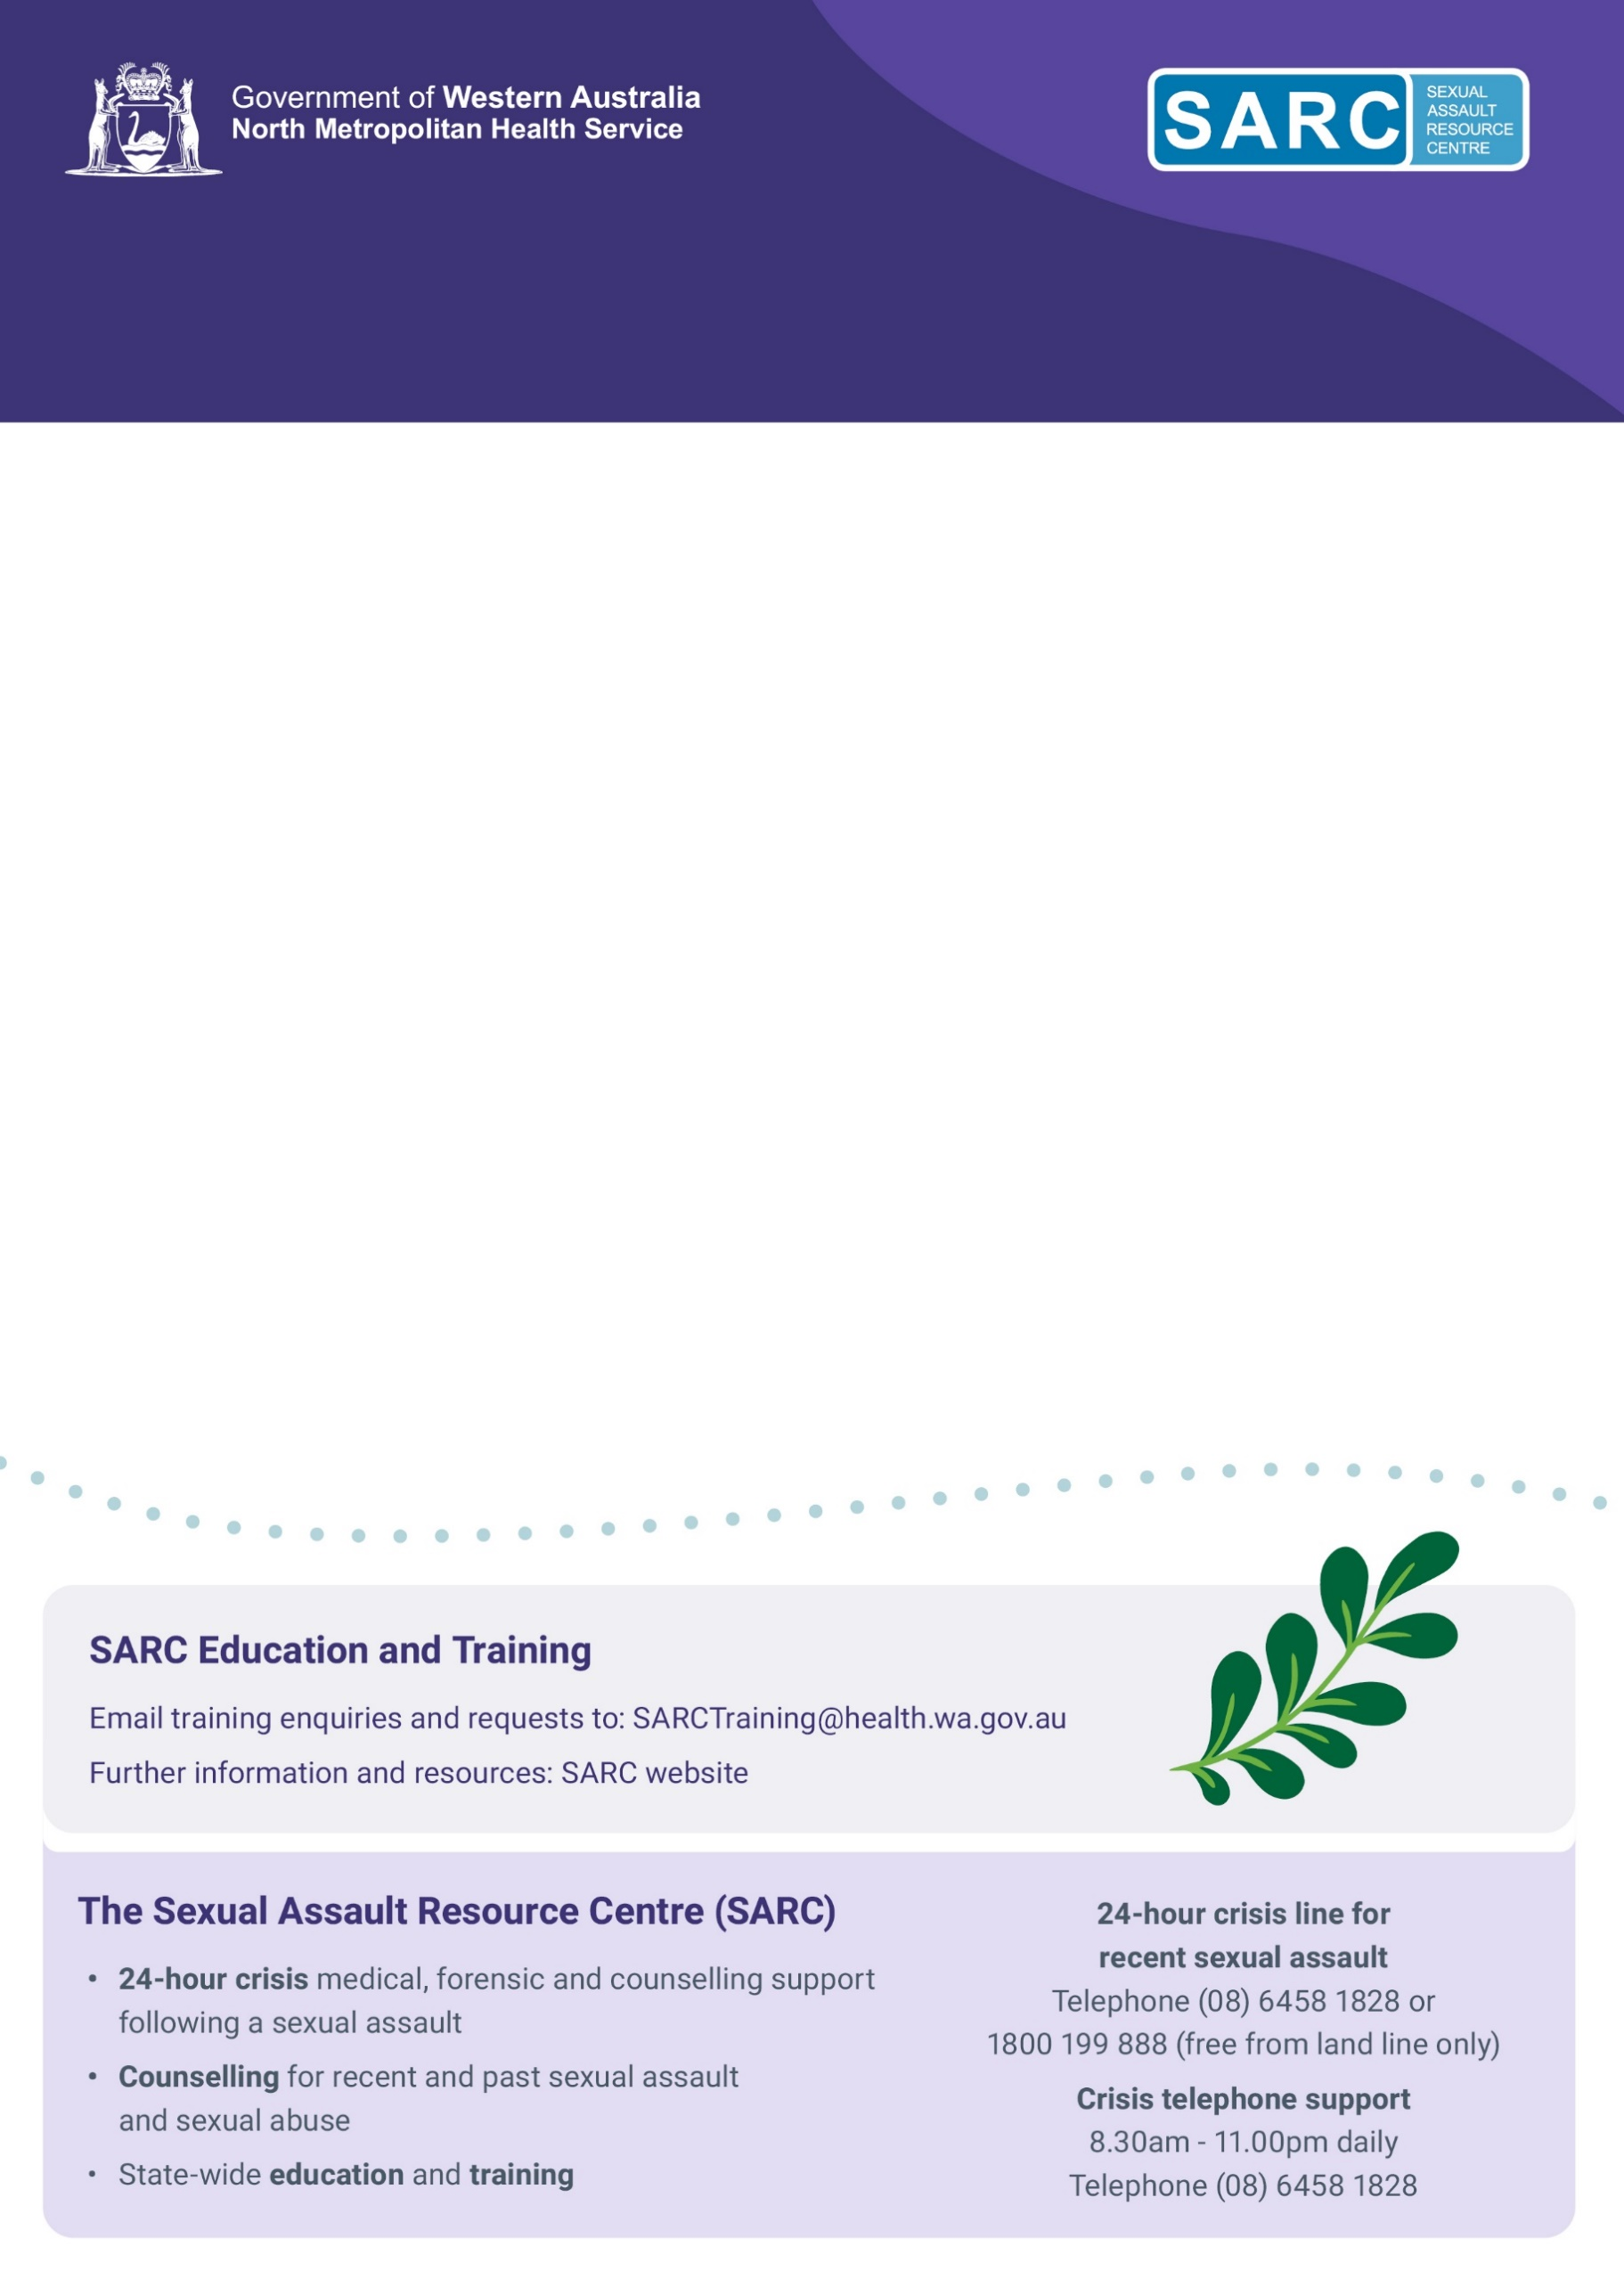 Government of Western Australia
North Metropolitan Health Service
SARC
SEXUAL
ASSAULT
RESOURCE
CENTRE
SARC Education and Training
Email training enquiries and requests to: SARCTraining@health.wa.gov.au
Further information and resources: SARC website
The Sexual Assault Resource Centre (SARC)
• 24-hour crisis medical, forensic and counselling support
following a sexual assault
• Counselling for recent and past sexual assault
and sexual abuse
• State-wide education and training
24-hour crisis line for
recent sexual assault
Telephone (08) 6458 1828 or
1800 199 888 (free from land line only)
Crisis telephone support
8.30am - 11.00pm daily
Telephone (08) 6458 1828